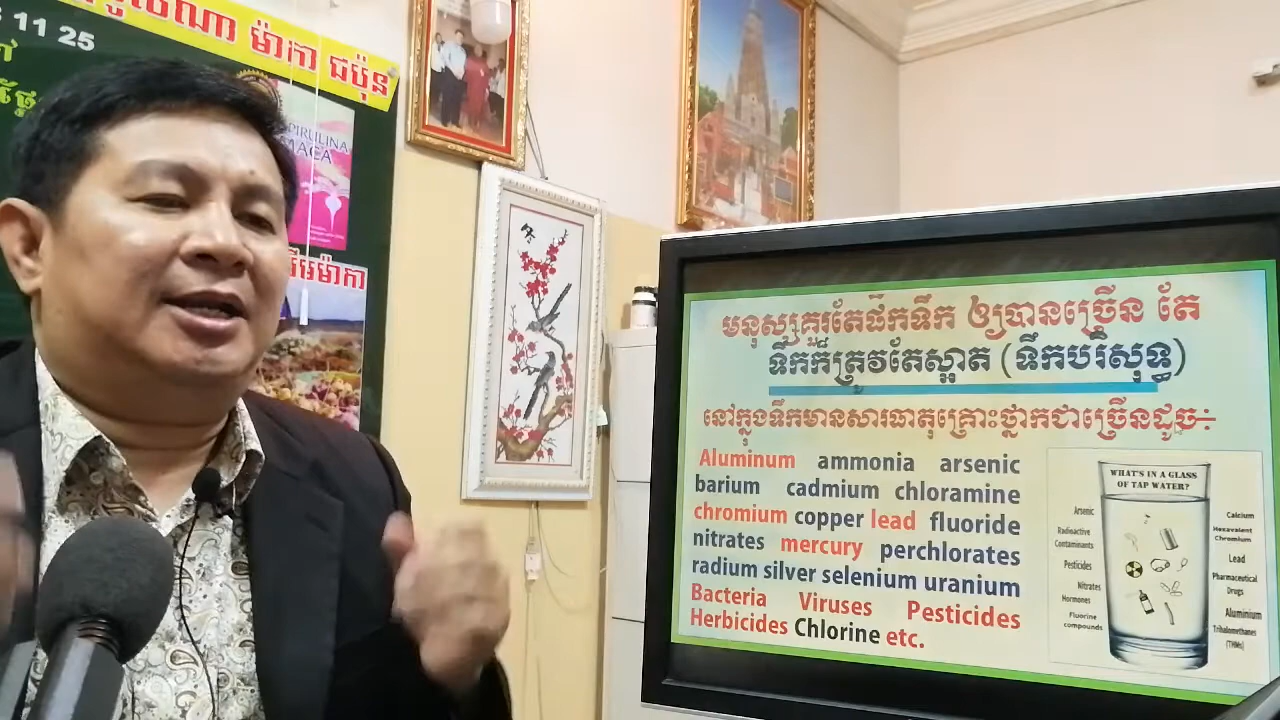 ម៉ាកា ជប៉ុន
11 25
SPIRULINA
MACA
មនុស្សគួរតែផឹកទឹក ឲ្យបានច្រើន តែ
ទឹកក៏ត្រូវតែស្អាត (ទឹកបរិសុទ្ធ)
នៅក្នុងទឹកមានសារធាតុគ្រោះថ្នាក់ជាច្រើនដូចៈ
Aluminum ammonia arsenic
barium cadmium chloramine
chromium copper lead fluoride
nitrates mercury perchlorates
radium silver selenium uranium
Bacteria Viruses Pesticides
Herbicides Chlorine etc.
WHAT'S IN A GLASS
OF TAP WATER?
Arsenic
Radioactive
Contaminants
Pesticides
Nitrates
Hormones
Fluorine
compounds
Calcium
Hexavalent
Chromium
Lead
Pharmaceutical
Drugs
Aluminium
Trihalomethanes
(THMs)